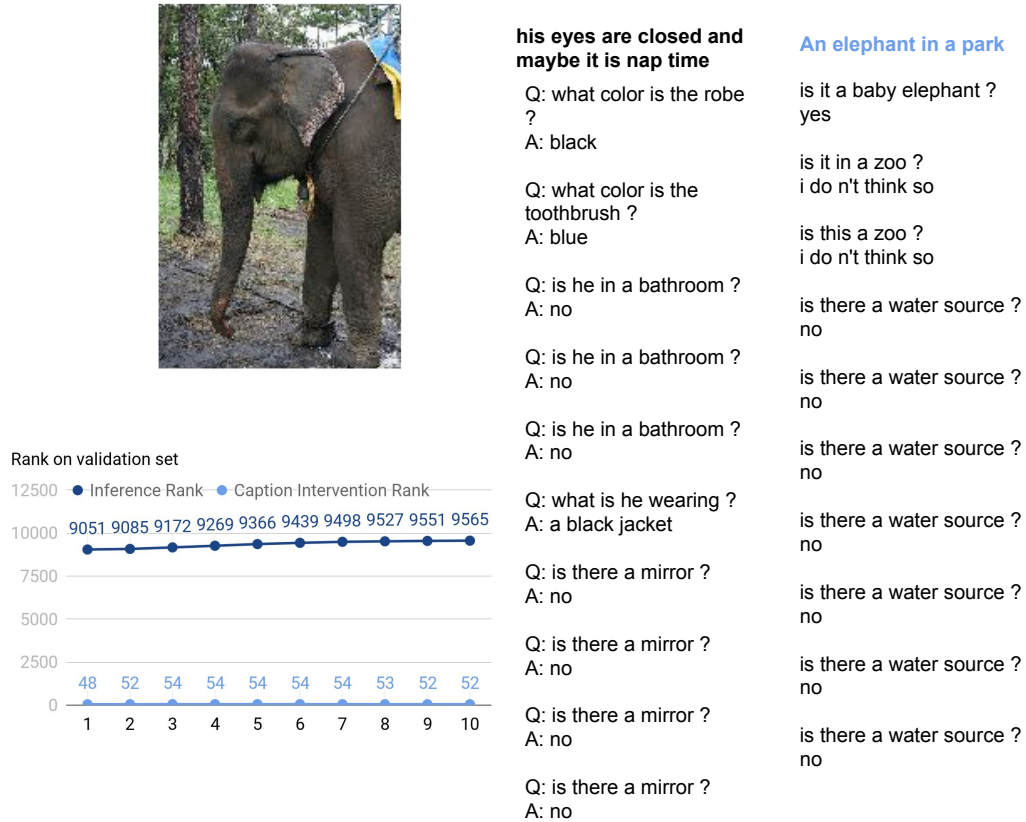 his eyes are closed and
maybe it is nap time
Q: what color is the robe
?
A: black
Q: what color is the
toothbrush ?
A: blue
Q: is he in a bathroom ?
A: no
Q: is he in a bathroom ?
A: no
Q: is he in a bathroom ?
A: no
Q: what is he wearing ?
A: a black jacket
Q: is there a mirror ?
A: no
Q: is there a mirror ?
A: no
Q: is there a mirror ?
A: no
Q: is there a mirror ?
A: no
An elephant in a park
is it a baby elephant ?
yes
is it in a zoo ?
i do n't think so
is this a zoo ?
i do n't think so
is there a water source ?
no
is there a water source ?
no
is there a water source ?
no
is there a water source ?
no
is there a water source ?
no
is there a water source ?
no
is there a water source ?
no
Rank on validation set
12500 Inference Rank Caption Intervention Rank
10000 9051 9085 9172 9269 9366 9439 9498 9527 9551 9565
7500
5000
2500
48 52 54 54 54 54 54 53 52 52
0
1 2 3 4 5 6 7 8 9 10